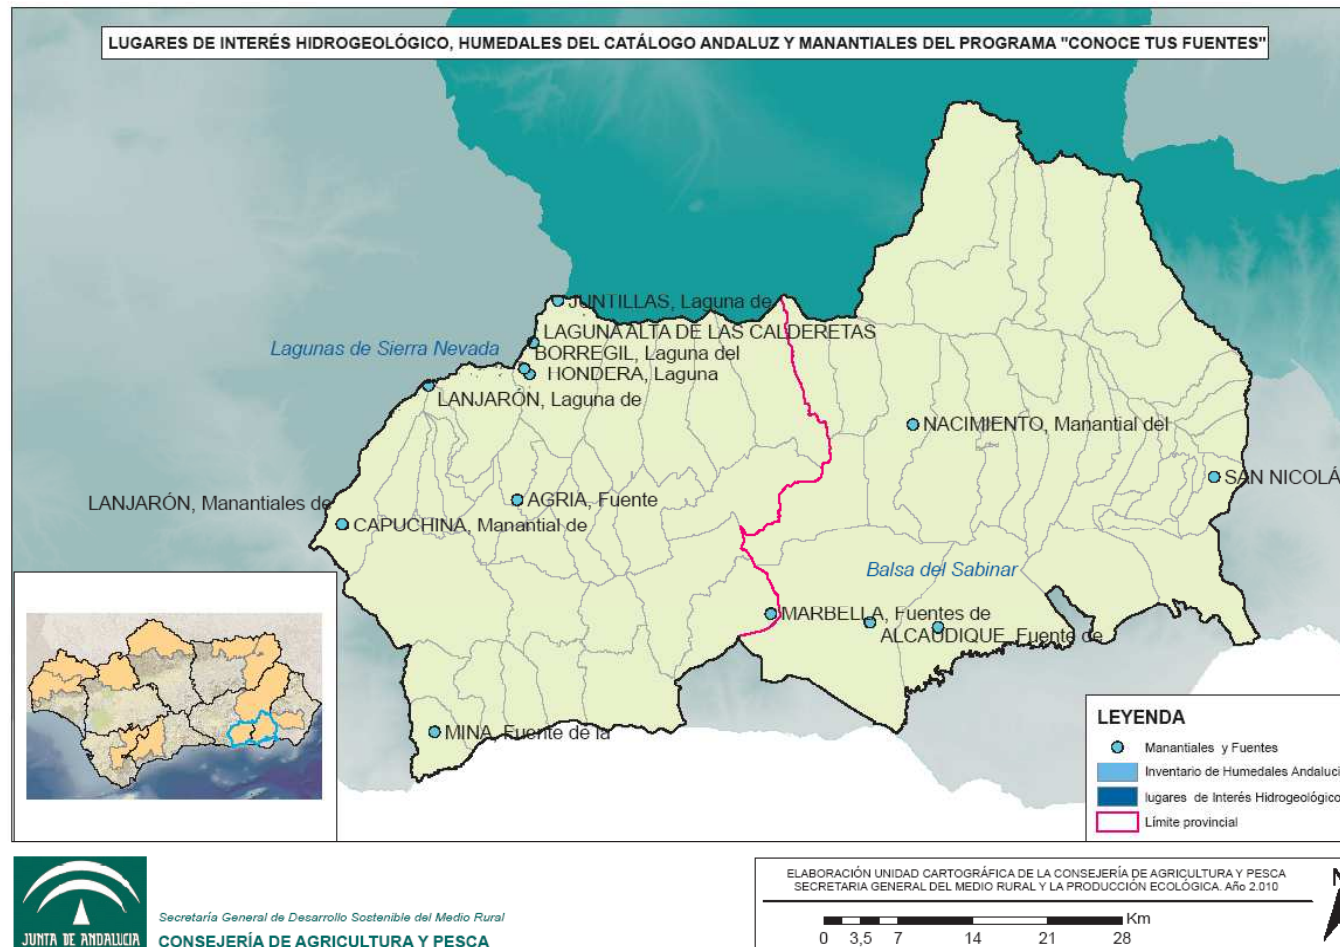 LUGARES DE INTERÉS HIDROGEOLÓGICO, HUMEDALES DEL CATÁLOGO ANDALUZ Y MANANTIALES DEL PROGRAMA "CONOCE TUS FUENTES"
JUNTILLAS, Laguna de
LAGUNA ALTA DE LAS CALDERETAS
Lagunas de Sierra Nevada
BORREGIL, Laguna del
HONDERA, Laguna
LANJARÓN, Laguna de
NACIMIENTO, Manantial del
SAN NICOLÁ
AGRIA, Fuente
LANJARÓN, Manantiales de
CAPUCHINA, Manantial de
Balsa del Sabinar
MARBELLA, Fuentes de
ALCAUDIQUE, Fuente de
MINA, Fuente de la
LEYENDA
Manantiales y Fuentes
Inventario de Humedales Andaluci
lugares de Interés Hidrogeológico
Límite provincial
JUNTA DE ANDALUCIA
Secretaría General de Desarrollo Sostenible del Medio Rural
CONSEJERÍA DE AGRICULTURA Y PESCA
ELABORACIÓN UNIDAD CARTOGRÁFICA DE LA CONSEJERÍA DE AGRICULTURA Y PESCA
SECRETARIA GENERAL DEL MEDIO RURAL Y LA PRODUCCIÓN ECOLÓGICA. Año 2.010
Km
0 3,5 7 14 21 28
N